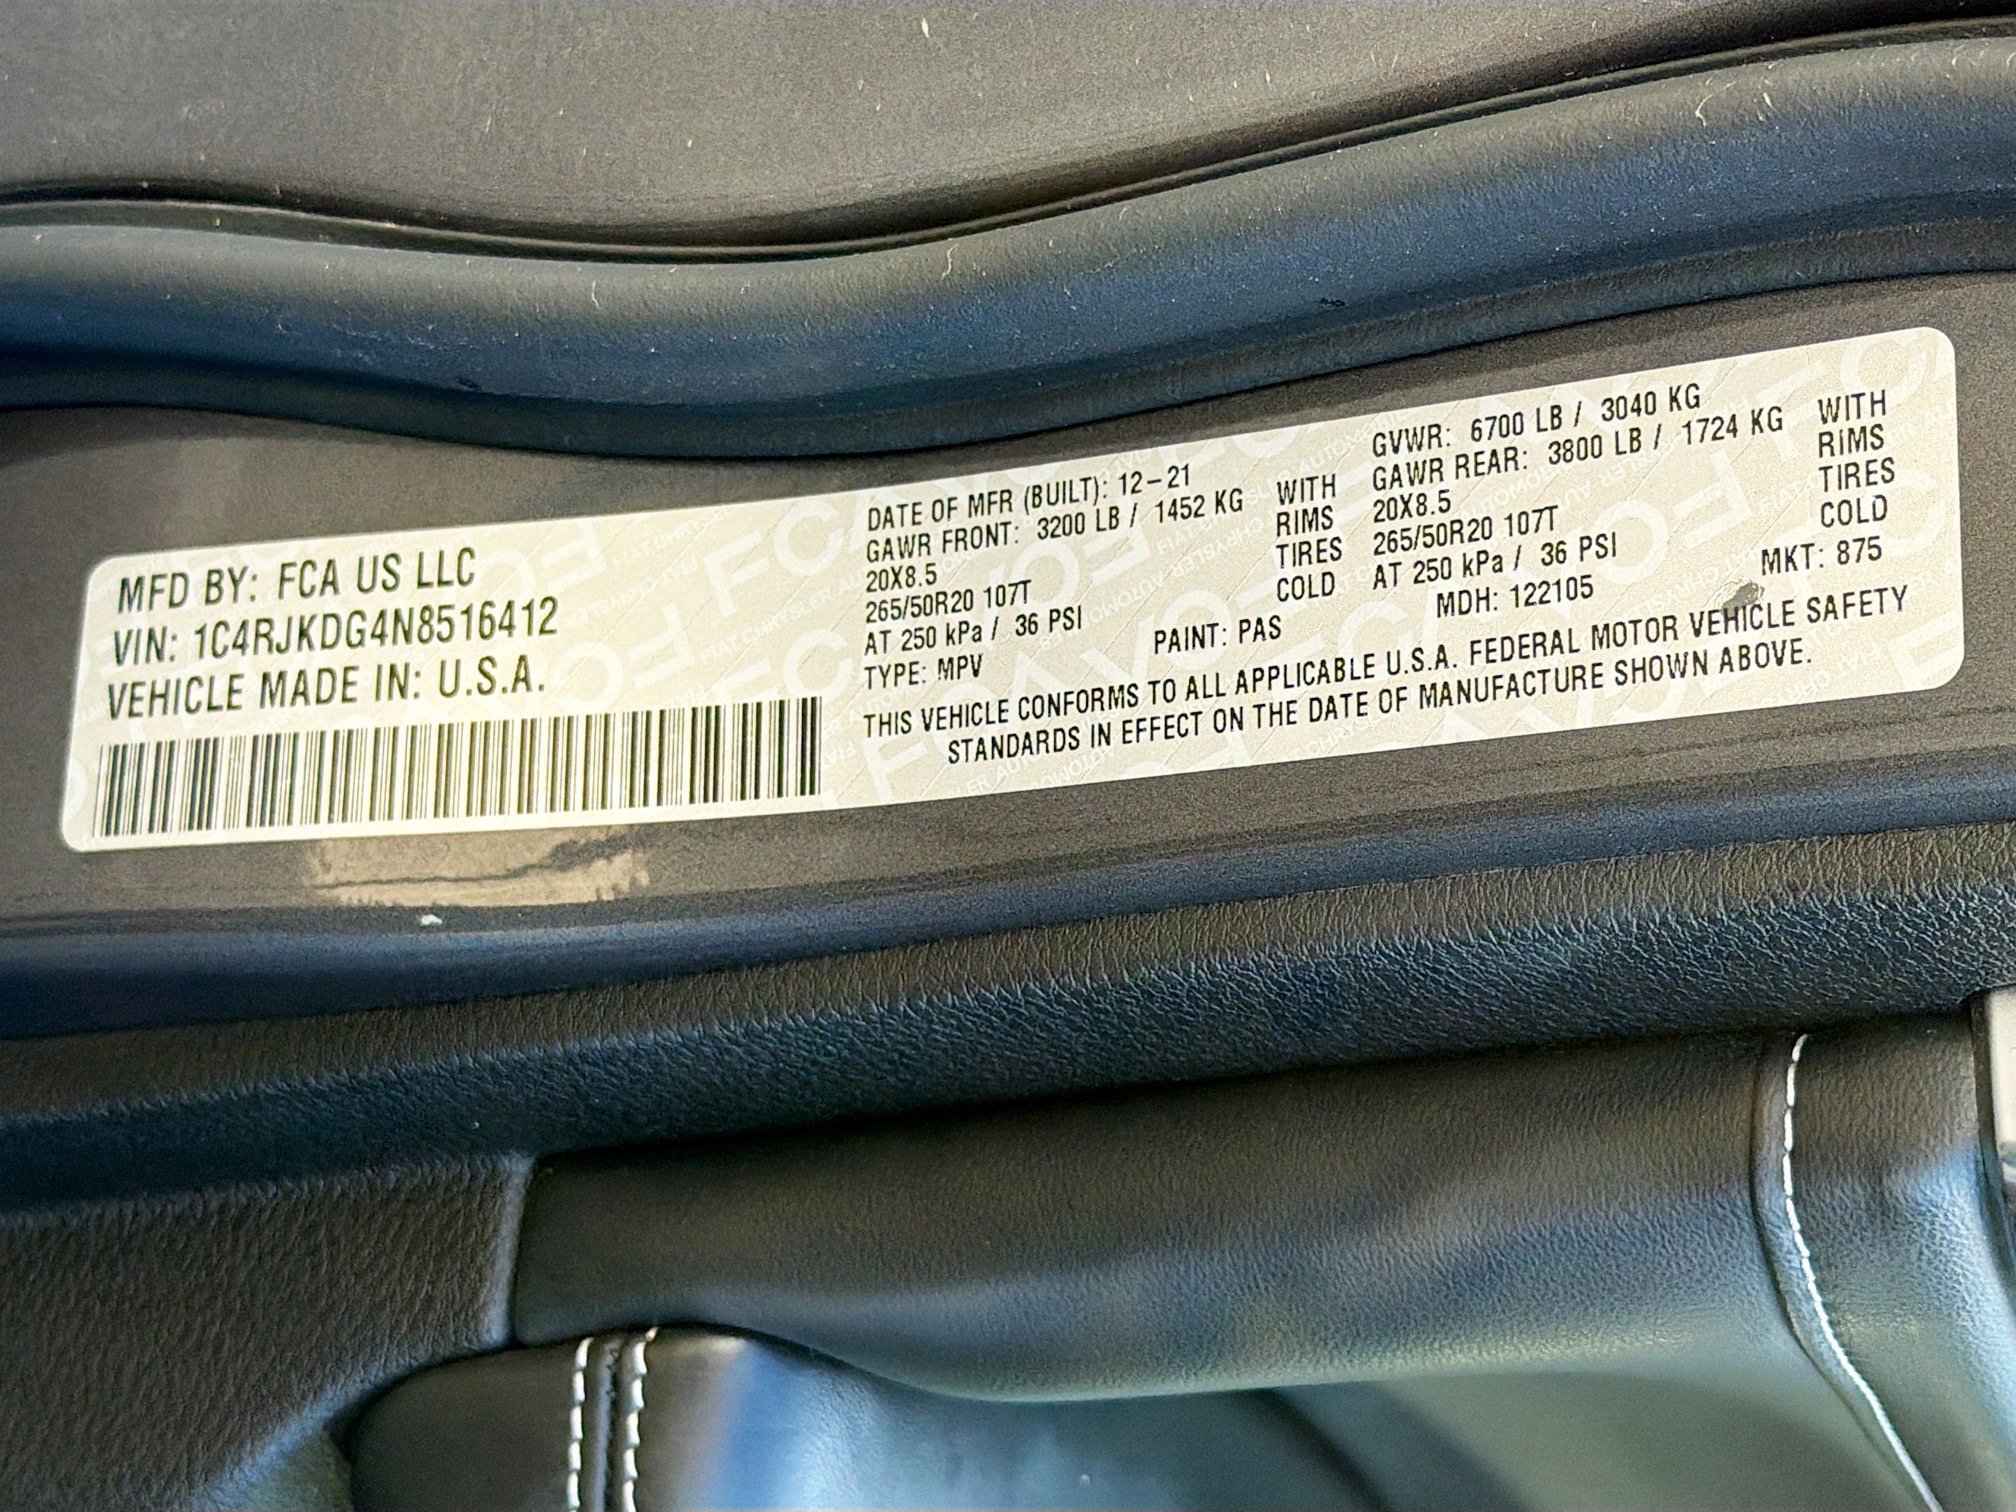 MFD BY: FCA US LLC
VIN: 1C4RJKDG4N8516412
VEHICLE MADE IN: U.S.A.
DATE OF MFR (BUILT): 12-21
GAWR FRONT: 3200 LB / 1452 KG WITH
20X8.5 RIMS
265/50R20 107T TIRES
AT 250 kPa / 36 PSI COLD
TYPE: MPV PAINT: PAS
GVWR: 6700 LB / 3040 KG
GAWR REAR: 3800 LB / 1724 KG WITH
20X8.5 RIMS
265/50R20 107T TIRES
AT 250 kPa / 36 PSI COLD
MDH: 122105 MKT: 875
THIS VEHICLE CONFORMS TO ALL APPLICABLE U.S.A. FEDERAL MOTOR VEHICLE SAFETY
STANDARDS IN EFFECT ON THE DATE OF MANUFACTURE SHOWN ABOVE.